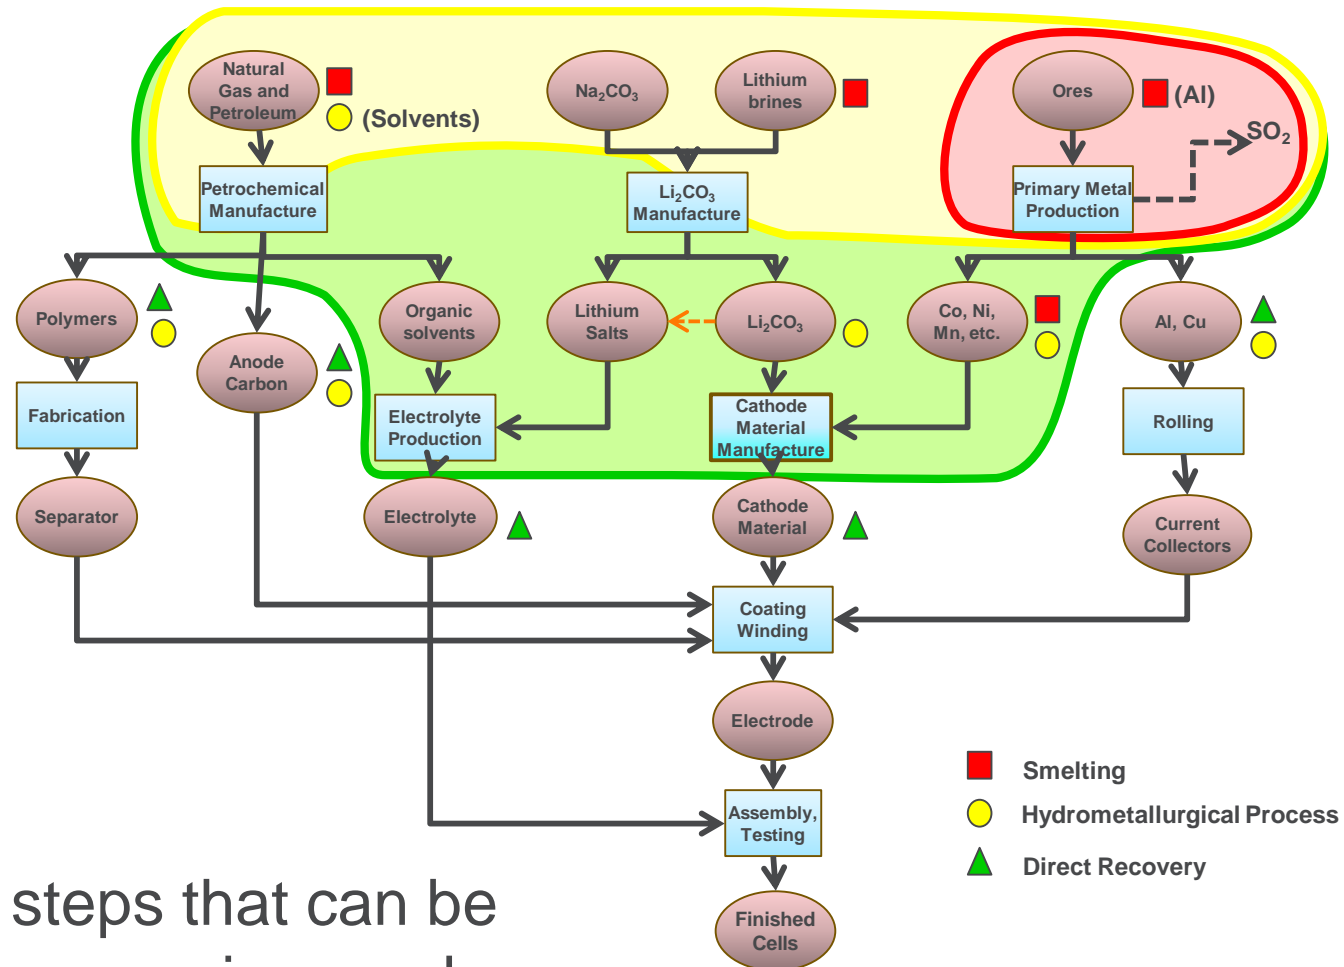 Natural
Gas and
Petroleum
(Solvents)
Na₂CO₃
Lithium
brines
Ores
(Al)
SO₂
Petrochemical
Manufacture
Li₂CO₃
Manufacture
Primary Metal
Production
Polymers
Anode
Carbon
Organic
solvents
Lithium
Salts
Li₂CO₃
Co, Ni,
Mn, etc.
Al, Cu
Fabrication
Electrolyte
Production
Cathode
Material
Manufacture
Rolling
Separator
Electrolyte
Cathode
Material
Current
Collectors
Coating
Winding
Electrode
Assembly,
Testing
Finished
Cells
Smelting
Hydrometallurgical Process
Direct Recovery
steps that can be